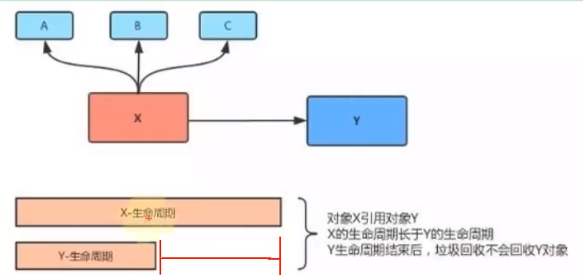 A
B
C
X
Y
X-生命周期
Y-生命周期
对象X引用对象Y
X的生命周期长于Y的生命周期
Y生命周期结束后，垃圾回收不会回收Y对象